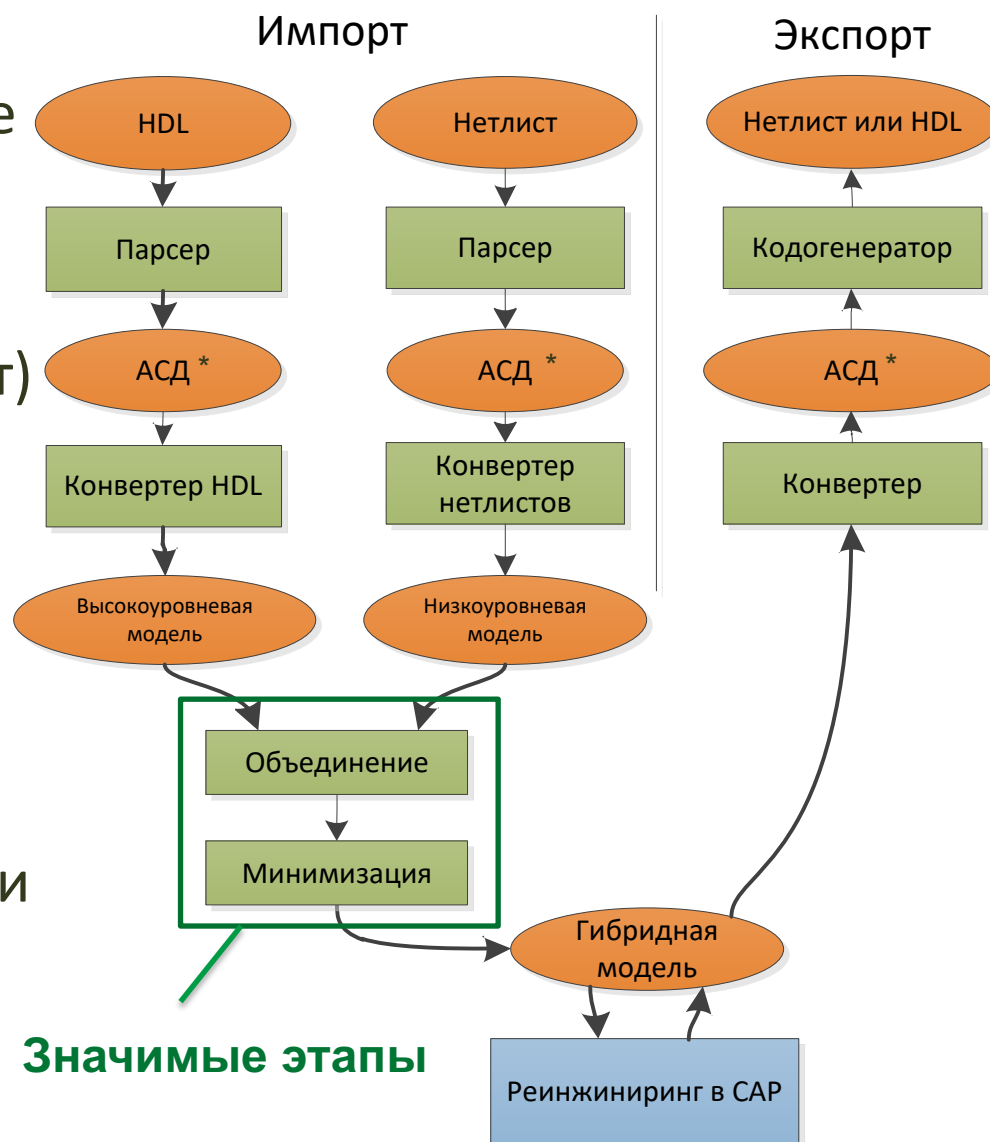 Импорт
Экспорт
е
HDL
Нетлист
Нетлист или HDL
Парсер
Парсер
Кодогенератор
т)
АСД *
АСД *
АСД *
Конвертер HDL
Конвертер
нетлистов
Конвертер
Высокоуровневая
модель
Низкоуровневая
модель
Объединение
Минимизация
и
Гибридная
модель
Значимые этапы
Реинжиниринг в САР